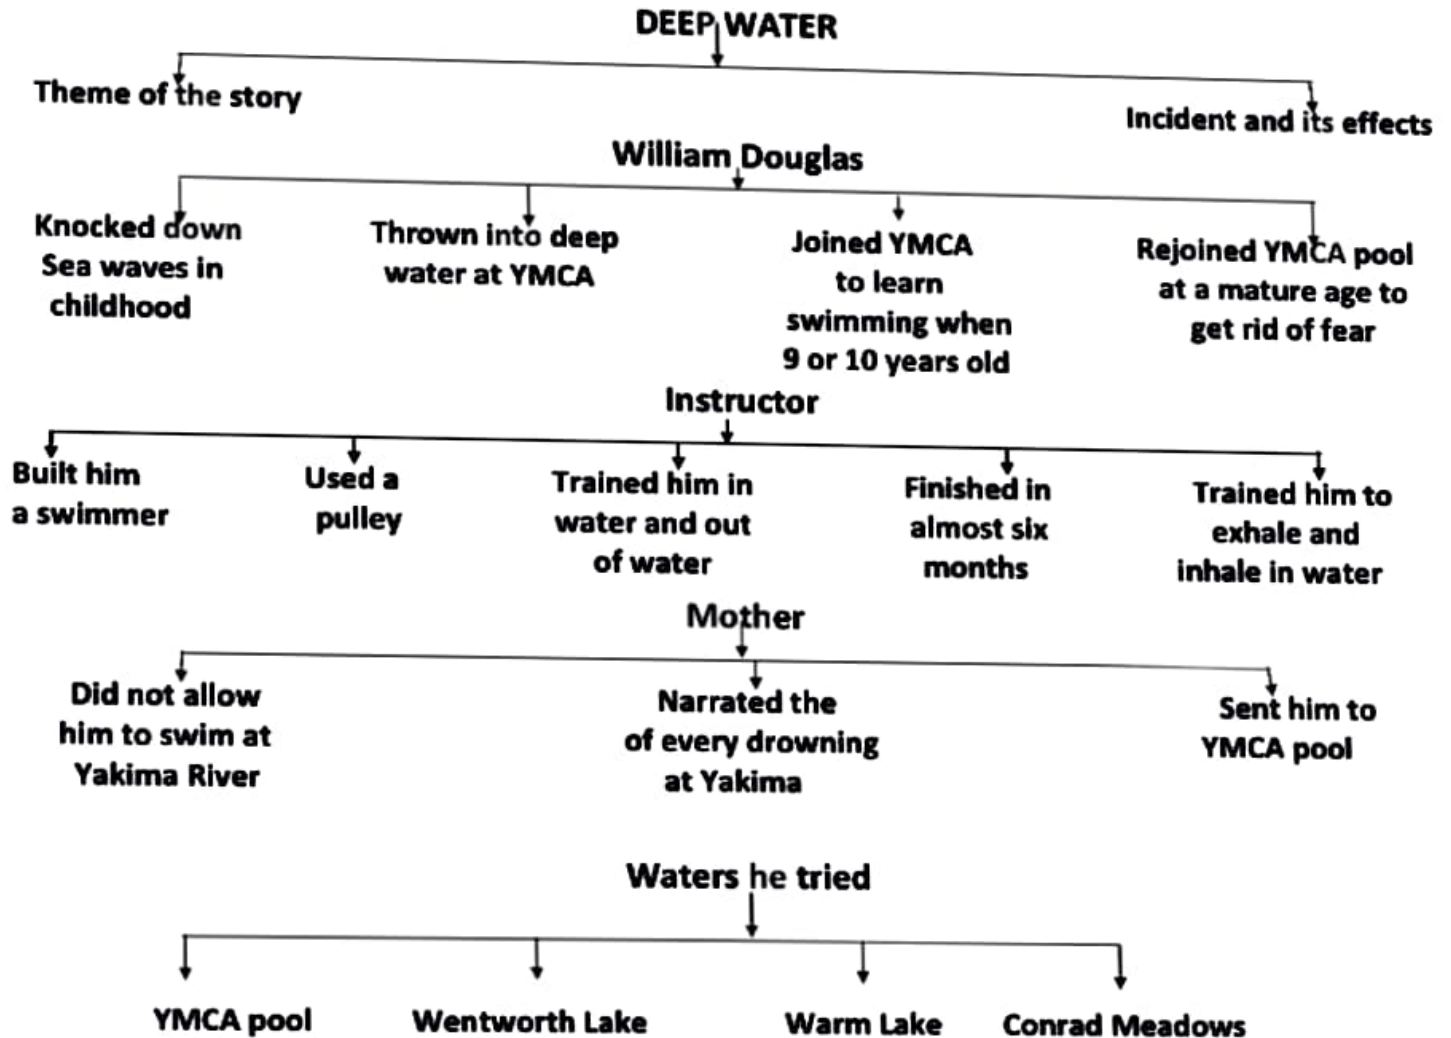 DEEP WATER
Theme of the story
Incident and its effects
William Douglas
Knocked down
Sea waves in
childhood
Thrown into deep
water at YMCA
Joined YMCA
to learn
swimming when
9 or 10 years old
Rejoined YMCA pool
at a mature age to
get rid of fear
Instructor
Built him
a swimmer
Used a
pulley
Trained him in
water and out
of water
Finished in
almost six
months
Trained him to
exhale and
inhale in water
Mother
Did not allow
him to swim at
Yakima River
Narrated the
of every drowning
at Yakima
Sent him to
YMCA pool
Waters he tried
YMCA pool
Wentworth Lake
Warm Lake
Conrad Meadows